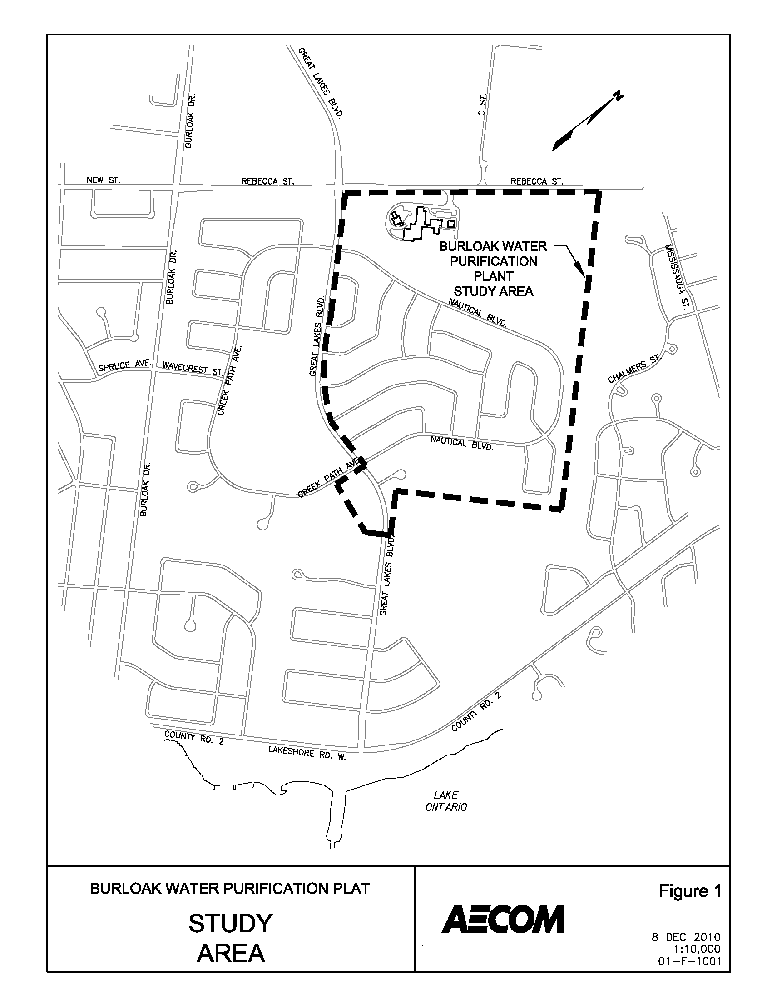 GREAT LAKES BLVD.
BURLOAK DR.
C ST.
N
NEW ST.
REBECCA ST.
REBECCA ST.
BURLOAK WATER
PURIFICATION
PLANT
STUDY AREA
MISSISSAUGA ST.
BURLOAK DR.
GREAT LAKES BLVD.
NAUTICAL BLVD.
SPRUCE AVE.
WAVECREST ST.
CREEK PATH AVE.
CHALMERS ST.
NAUTICAL BLVD.
BURLOAK DR.
CREEK PATH AVE.
GREAT LAKES BLVD.
COUNTY RD. 2
COUNTY RD. 2
LAKESHORE RD. W.
LAKE
ONTARIO
BURLOAK WATER PURIFICATION PLAT
STUDY
AREA
AECOM
Figure 1
8 DEC 2010
1:10,000
01-F-1001